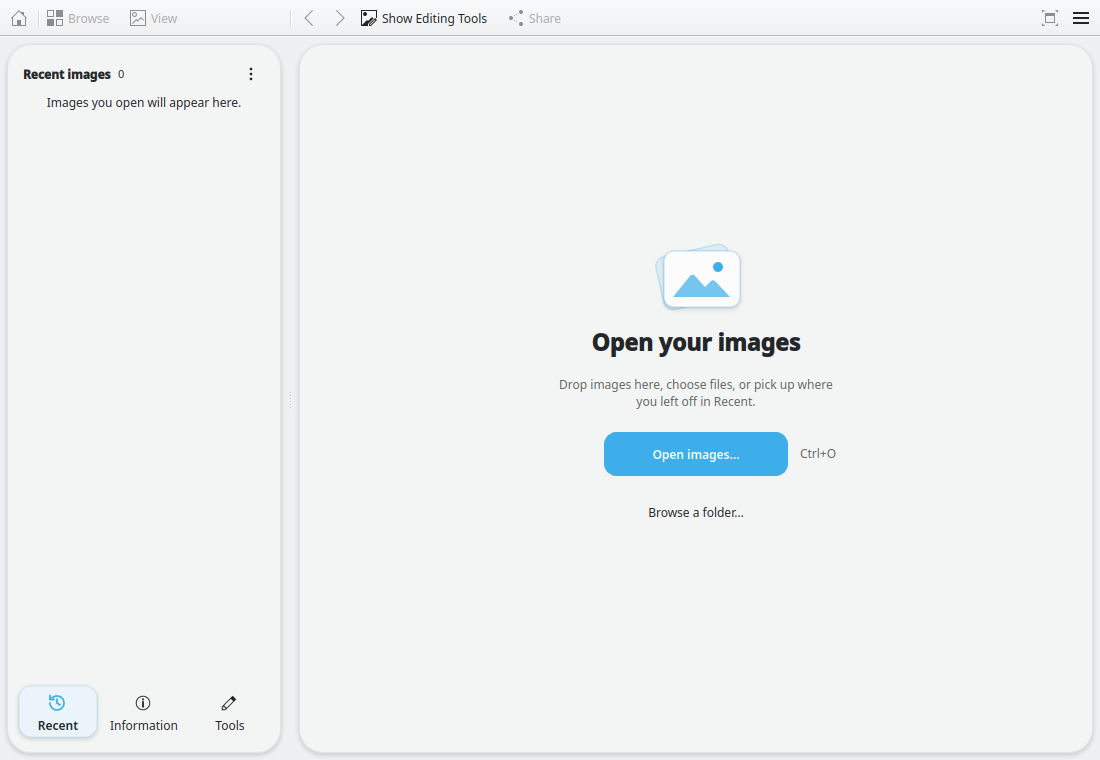 Browse
View
Show Editing Tools
Share
Recent images 0
Images you open will appear here.
Open your images
Drop images here, choose files, or pick up where
you left off in Recent.
Open images...
Ctrl+O
Browse a folder...
Recent
Information
Tools